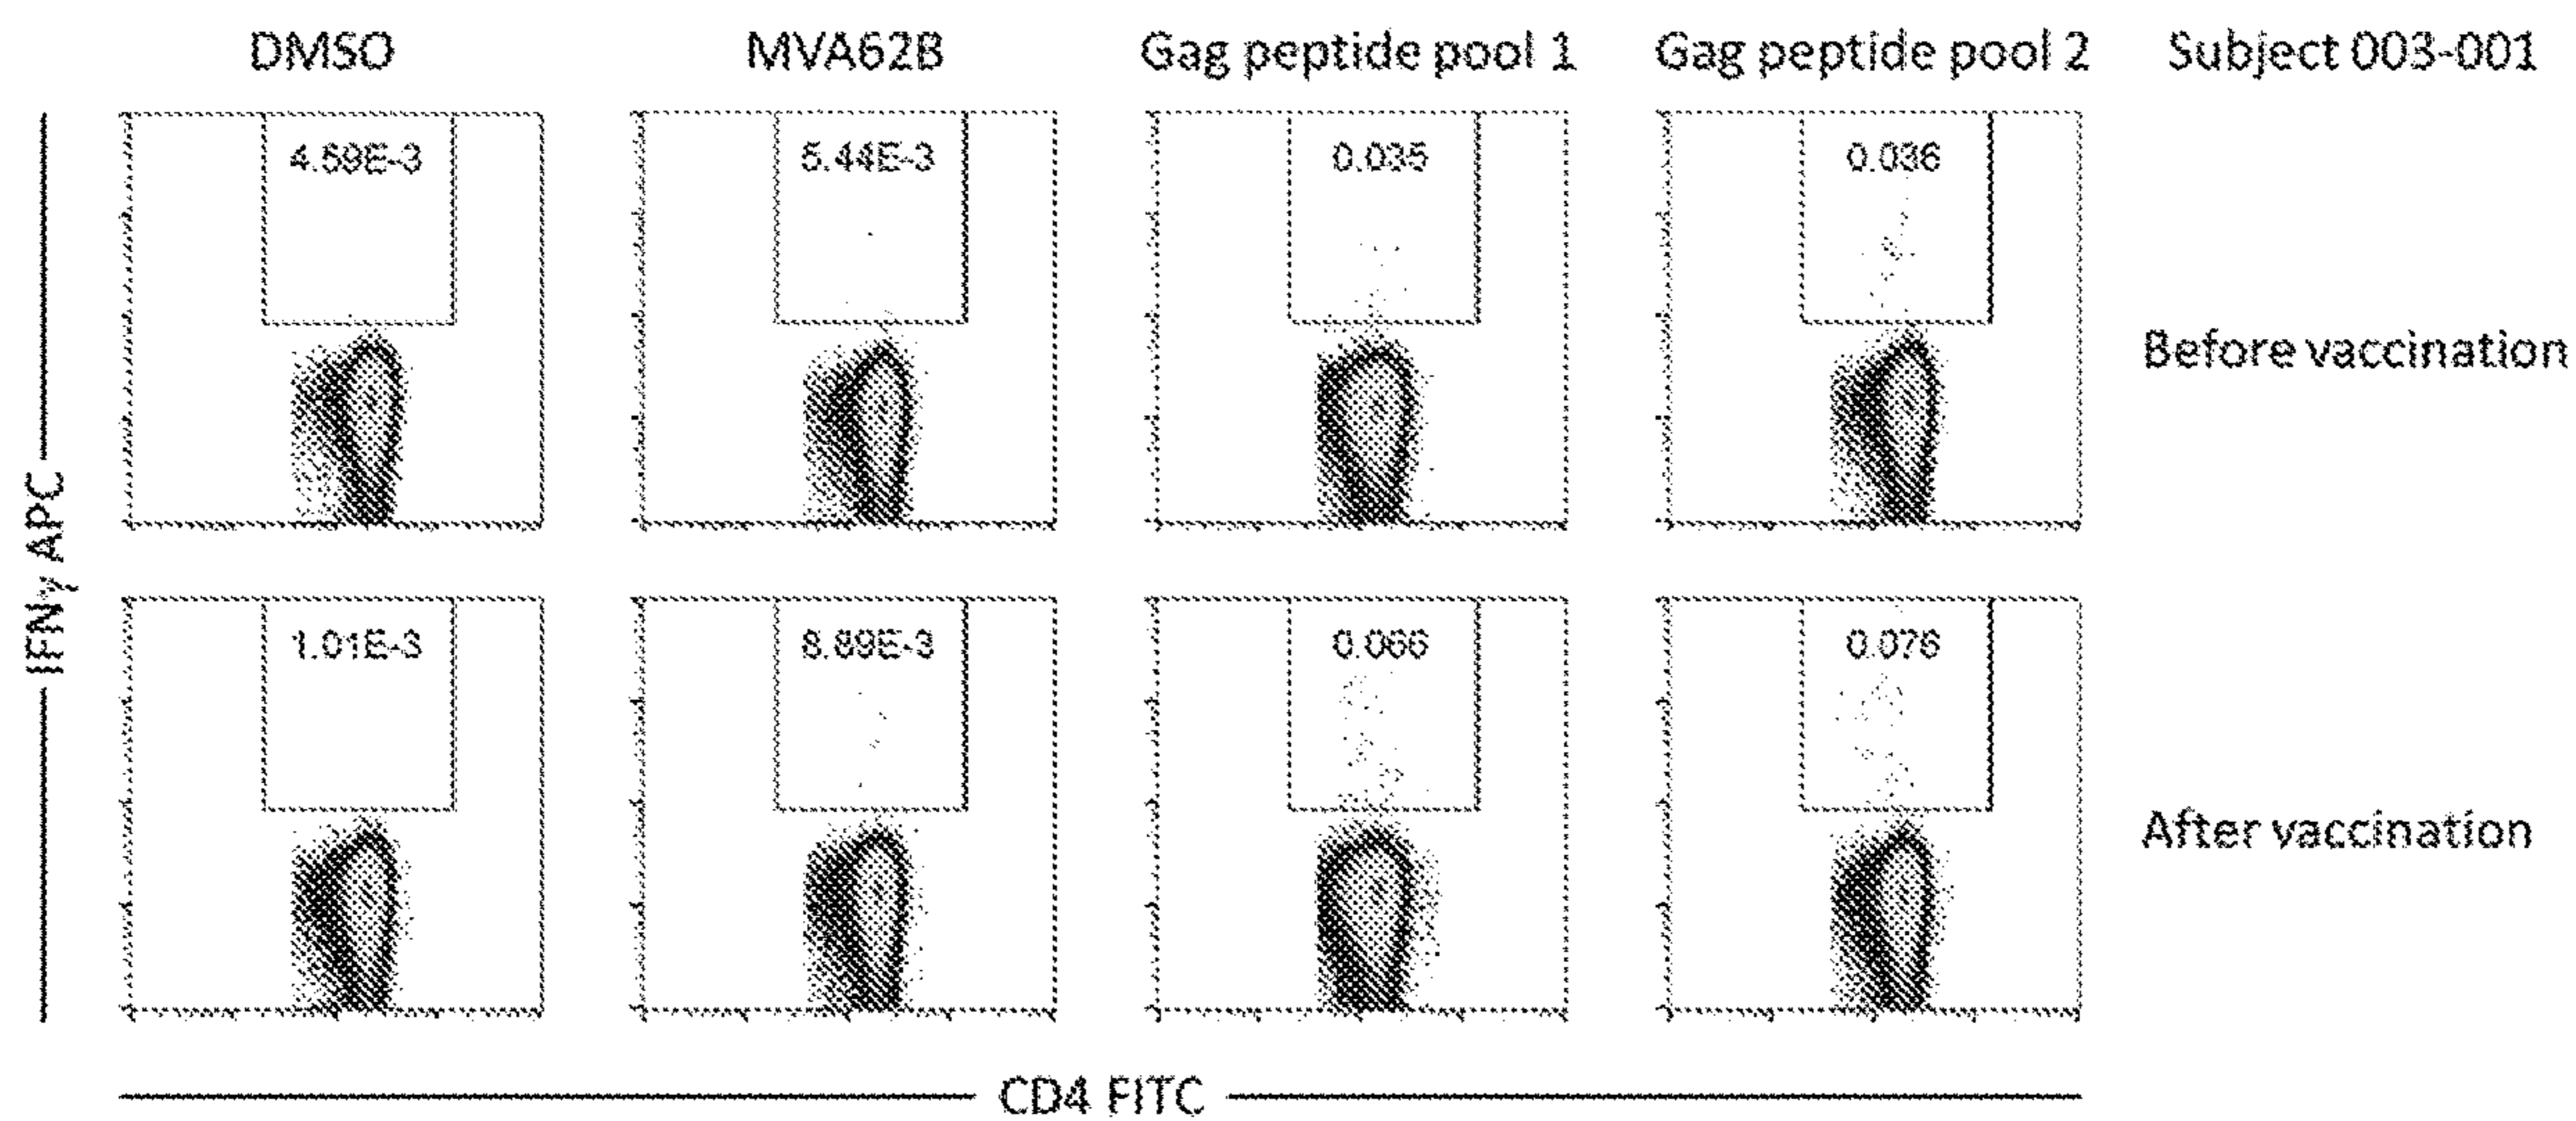 DMSO MVA62B Gag peptide pool 1 Gag peptide pool 2 Subject 003-001
4.59E-3 5.44E-3 0.035 0.036
Before vaccination
IFNγ APC
1.01E-3 8.89E-3 0.066 0.076
After vaccination
CD4 FITC